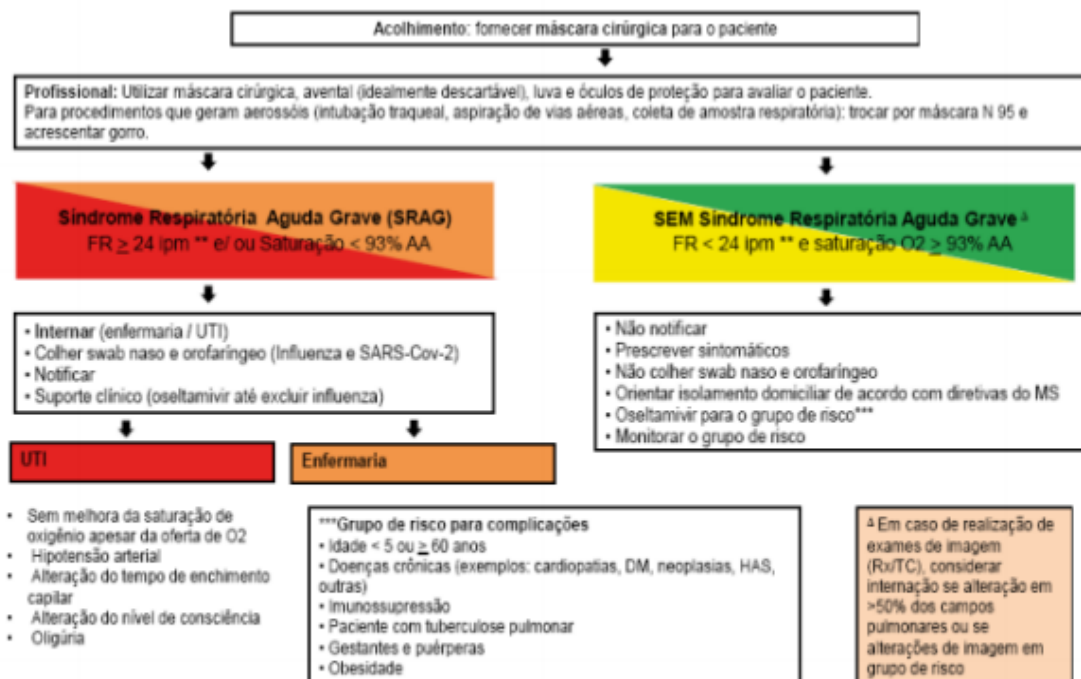 Acolhimento: fornecer máscara cirúrgica para o paciente
Profissional: Utilizar máscara cirúrgica, avental (idealmente descartável), luva e óculos de proteção para avaliar o paciente.
Para procedimentos que geram aerossóis (intubação traqueal, aspiração de vias aéreas, coleta de amostra respiratória): trocar por máscara N 95 e
acrescentar gorro.
Síndrome Respiratória Aguda Grave (SRAG)
FR ≥ 24 ipm ** e/ ou Saturação < 93% AA
SEM Síndrome Respiratória Aguda Grave Δ
FR < 24 ipm ** e saturação O2 ≥ 93% AA
• Internar (enfermaria / UTI)
• Colher swab naso e orofaríngeo (Influenza e SARS-Cov-2)
• Notificar
• Suporte clínico (oseltamivir até excluir influenza)
• Não notificar
• Prescrever sintomáticos
• Não colher swab naso e orofaríngeo
• Orientar isolamento domiciliar de acordo com diretivas do MS
• Oseltamivir para o grupo de risco***
• Monitorar o grupo de risco
UTI
Enfermaria
• Sem melhora da saturação de
oxigênio apesar da oferta de O2
• Hipotensão arterial
• Alteração do tempo de enchimento
capilar
• Alteração do nível de consciência
• Oligúria
***Grupo de risco para complicações
• Idade < 5 ou ≥ 60 anos
• Doenças crônicas (exemplos: cardiopatias, DM, neoplasias, HAS,
outras)
• Imunossupressão
• Paciente com tuberculose pulmonar
• Gestantes e puérperas
• Obesidade
Δ Em caso de realização de
exames de imagem
(Rx/TC), considerar
internação se alteração em
>50% dos campos
pulmonares ou se
alterações de imagem em
grupo de risco